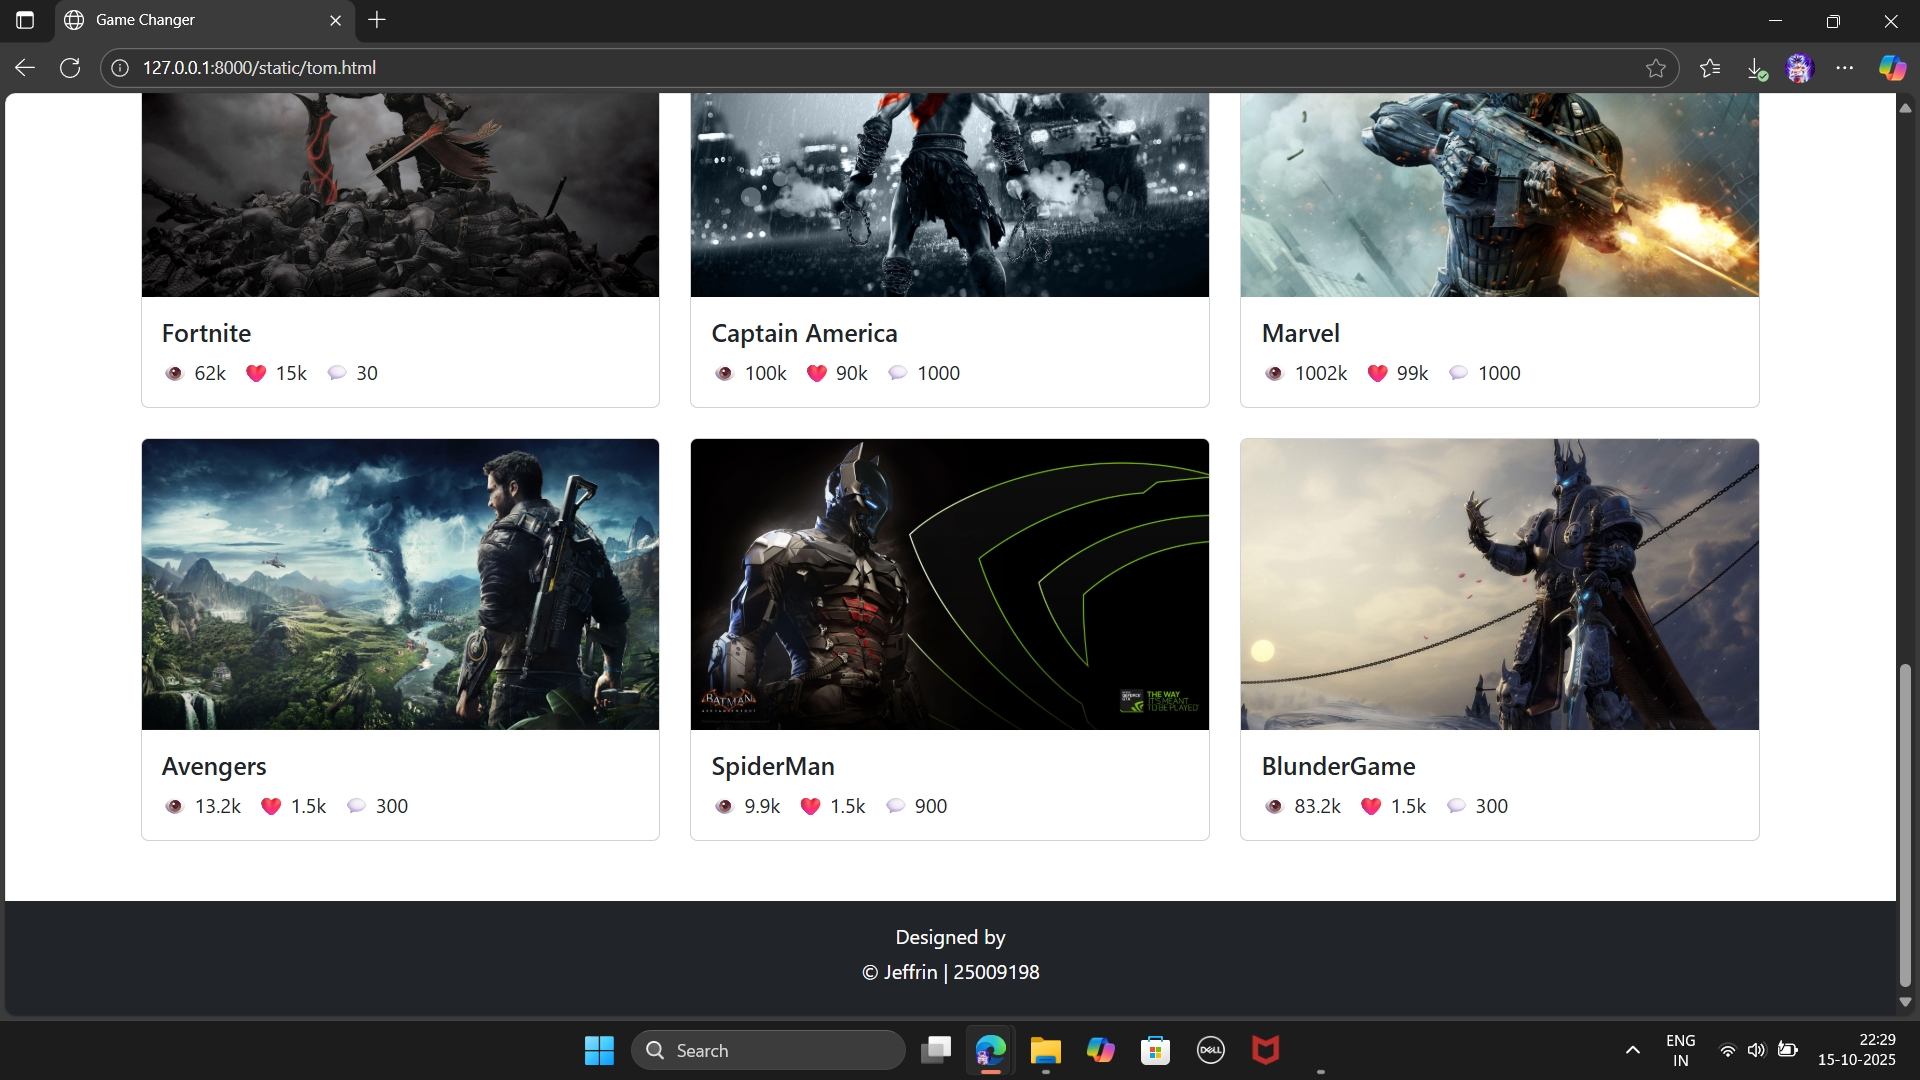 Game Changer
127.0.0.1:8000/static/tom.html
Fortnite
62k 15k 30
Captain America
100k 90k 1000
Marvel
1002k 99k 1000
BATMAN
GEFORCE GTX
THE WAY
IT'S MEANT
TO BE PLAYED
Avengers
13.2k 1.5k 300
SpiderMan
9.9k 1.5k 900
BlunderGame
83.2k 1.5k 300
Designed by
© Jeffrin | 25009198
Search
DELL
ENG
IN
22:29
15-10-2025